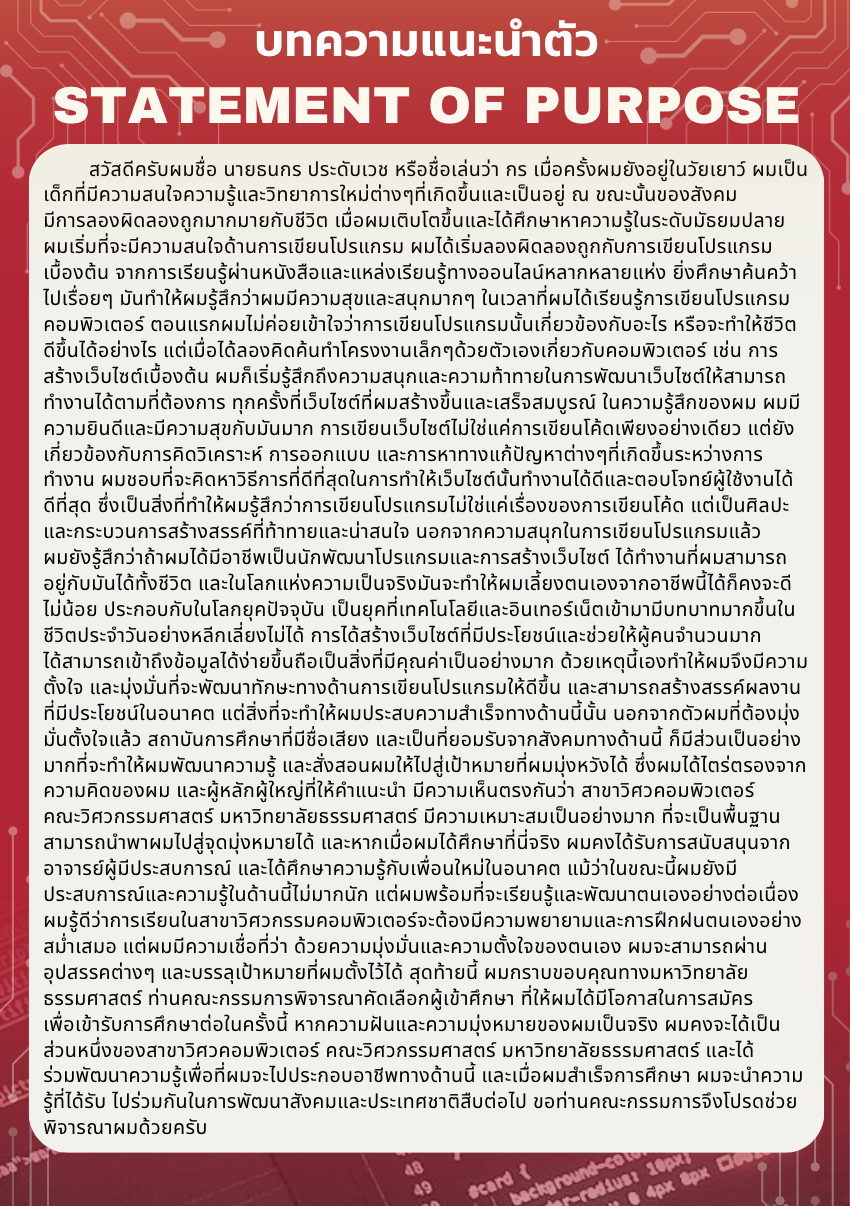 บทความแนะนำตัว
STATEMENT OF PURPOSE
สวัสดีครับผมชื่อ นายธนกร ประดับเวช หรือชื่อเล่นว่า กร เมื่อครั้งผมยังอยู่ในวัยเยาว์ ผมเป็น
เด็กที่มีความสนใจความรู้และวิทยาการใหม่ต่างๆที่เกิดขึ้นและเป็นอยู่ ณ ขณะนั้นของสังคม
มีการลองผิดลองถูกมากมายกับชีวิต เมื่อผมเติบโตขึ้นและได้ศึกษาหาความรู้ในระดับมัธยมปลาย
ผมเริ่มที่จะมีความสนใจด้านการเขียนโปรแกรม ผมได้เริ่มลองผิดลองถูกกับการเขียนโปรแกรม
เบื้องต้น จากการเรียนรู้ผ่านหนังสือและแหล่งเรียนรู้ทางออนไลน์หลากหลายแห่ง ยิ่งศึกษาค้นคว้า
ไปเรื่อยๆ มันทำให้ผมรู้สึกว่าผมมีความสุขและสนุกมากๆ ในเวลาที่ผมได้เรียนรู้การเขียนโปรแกรม
คอมพิวเตอร์ ตอนแรกผมไม่ค่อยเข้าใจว่าการเขียนโปรแกรมนั้นเกี่ยวข้องกับอะไร หรือจะทำให้ชีวิต
ดีขึ้นได้อย่างไร แต่เมื่อได้ลองคิดค้นทำโครงงานเล็กๆด้วยตัวเองเกี่ยวกับคอมพิวเตอร์ เช่น การ
สร้างเว็บไซต์เบื้องต้น ผมก็เริ่มรู้สึกถึงความสนุกและความท้าทายในการพัฒนาเว็บไซต์ให้สามารถ
ทำงานได้ตามที่ต้องการ ทุกครั้งที่เว็บไซต์ที่ผมสร้างขึ้นและเสร็จสมบูรณ์ ในความรู้สึกของผม ผมมี
ความยินดีและมีความสุขกับมันมาก การเขียนเว็บไซต์ไม่ใช่แค่การเขียนโค้ดเพียงอย่างเดียว แต่ยัง
เกี่ยวข้องกับการคิดวิเคราะห์ การออกแบบ และการหาทางแก้ปัญหาต่างๆที่เกิดขึ้นระหว่างการ
ทำงาน ผมชอบที่จะคิดหาวิธีการที่ดีที่สุดในการทำให้เว็บไซต์นั้นทำงานได้ดีและตอบโจทย์ผู้ใช้งานได้
ดีที่สุด ซึ่งเป็นสิ่งที่ทำให้ผมรู้สึกว่าการเขียนโปรแกรมไม่ใช่แค่เรื่องของการเขียนโค้ด แต่เป็นศิลปะ
และกระบวนการสร้างสรรค์ที่ท้าทายและน่าสนใจ นอกจากความสนุกในการเขียนโปรแกรมแล้ว
ผมยังรู้สึกว่าถ้าผมได้มีอาชีพเป็นนักพัฒนาโปรแกรมและการสร้างเว็บไซต์ ได้ทำงานที่ผมสามารถ
อยู่กับมันได้ทั้งชีวิต และในโลกแห่งความเป็นจริงมันจะทำให้ผมเลี้ยงตนเองจากอาชีพนี้ได้ก็คงจะดี
ไม่น้อย ประกอบกับในโลกยุคปัจจุบัน เป็นยุคที่เทคโนโลยีและอินเทอร์เน็ตเข้ามามีบทบาทมากขึ้นใน
ชีวิตประจำวันอย่างหลีกเลี่ยงไม่ได้ การได้สร้างเว็บไซต์ที่มีประโยชน์และช่วยให้ผู้คนจำนวนมาก
ได้สามารถเข้าถึงข้อมูลได้ง่ายขึ้นถือเป็นสิ่งที่มีคุณค่าเป็นอย่างมาก ด้วยเหตุนี้เองทำให้ผมจึงมีความ
ตั้งใจ และมุ่งมั่นที่จะพัฒนาทักษะทางด้านการเขียนโปรแกรมให้ดีขึ้น และสามารถสร้างสรรค์ผลงาน
ที่มีประโยชน์ในอนาคต แต่สิ่งที่จะทำให้ผมประสบความสำเร็จทางด้านนี้นั้น นอกจากตัวผมที่ต้องมุ่ง
มั่นตั้งใจแล้ว สถาบันการศึกษาที่มีชื่อเสียง และเป็นที่ยอมรับจากสังคมทางด้านนี้ ก็มีส่วนเป็นอย่าง
มากที่จะทำให้ผมพัฒนาความรู้ และสั่งสอนผมให้ไปสู่เป้าหมายที่ผมมุ่งหวังได้ ซึ่งผมได้ไตร่ตรองจาก
ความคิดของผม และผู้หลักผู้ใหญ่ที่ให้คำแนะนำ มีความเห็นตรงกันว่า สาขาวิศวคอมพิวเตอร์
คณะวิศวกรรมศาสตร์ มหาวิทยาลัยธรรมศาสตร์ มีความเหมาะสมเป็นอย่างมาก ที่จะเป็นพื้นฐาน
สามารถนำพาผมไปสู่จุดมุ่งหมายได้ และหากเมื่อผมได้ศึกษาที่นี่จริง ผมคงได้รับการสนับสนุนจาก
อาจารย์ผู้มีประสบการณ์ และได้ศึกษาความรู้กับเพื่อนใหม่ในอนาคต แม้ว่าในขณะนี้ผมยังมี
ประสบการณ์และความรู้ในด้านนี้ไม่มากนัก แต่ผมพร้อมที่จะเรียนรู้และพัฒนาตนเองอย่างต่อเนื่อง
ผมรู้ดีว่าการเรียนในสาขาวิศวกรรมคอมพิวเตอร์จะต้องมีความพยายามและการฝึกฝนตนเองอย่าง
สม่ำเสมอ แต่ผมมีความเชื่อที่ว่า ด้วยความมุ่งมั่นและความตั้งใจของตนเอง ผมจะสามารถผ่าน
อุปสรรคต่างๆ และบรรลุเป้าหมายที่ผมตั้งไว้ได้ สุดท้ายนี้ ผมกราบขอบคุณทางมหาวิทยาลัย
ธรรมศาสตร์ ท่านคณะกรรมการพิจารณาคัดเลือกผู้เข้าศึกษา ที่ให้ผมได้มีโอกาสในการสมัคร
เพื่อเข้ารับการศึกษาต่อในครั้งนี้ หากความฝันและความมุ่งหมายของผมเป็นจริง ผมคงจะได้เป็น
ส่วนหนึ่งของสาขาวิศวคอมพิวเตอร์ คณะวิศวกรรมศาสตร์ มหาวิทยาลัยธรรมศาสตร์ และได้
ร่วมพัฒนาความรู้เพื่อที่ผมจะไปประกอบอาชีพทางด้านนี้ และเมื่อผมสำเร็จการศึกษา ผมจะนำความ
รู้ที่ได้รับ ไปร่วมกันในการพัฒนาสังคมและประเทศชาติสืบต่อไป ขอท่านคณะกรรมการจึงโปรดช่วย
พิจารณาผมด้วยครับ
48
49
#card {
background-color
border-radius: 10px;
0 4px 8px